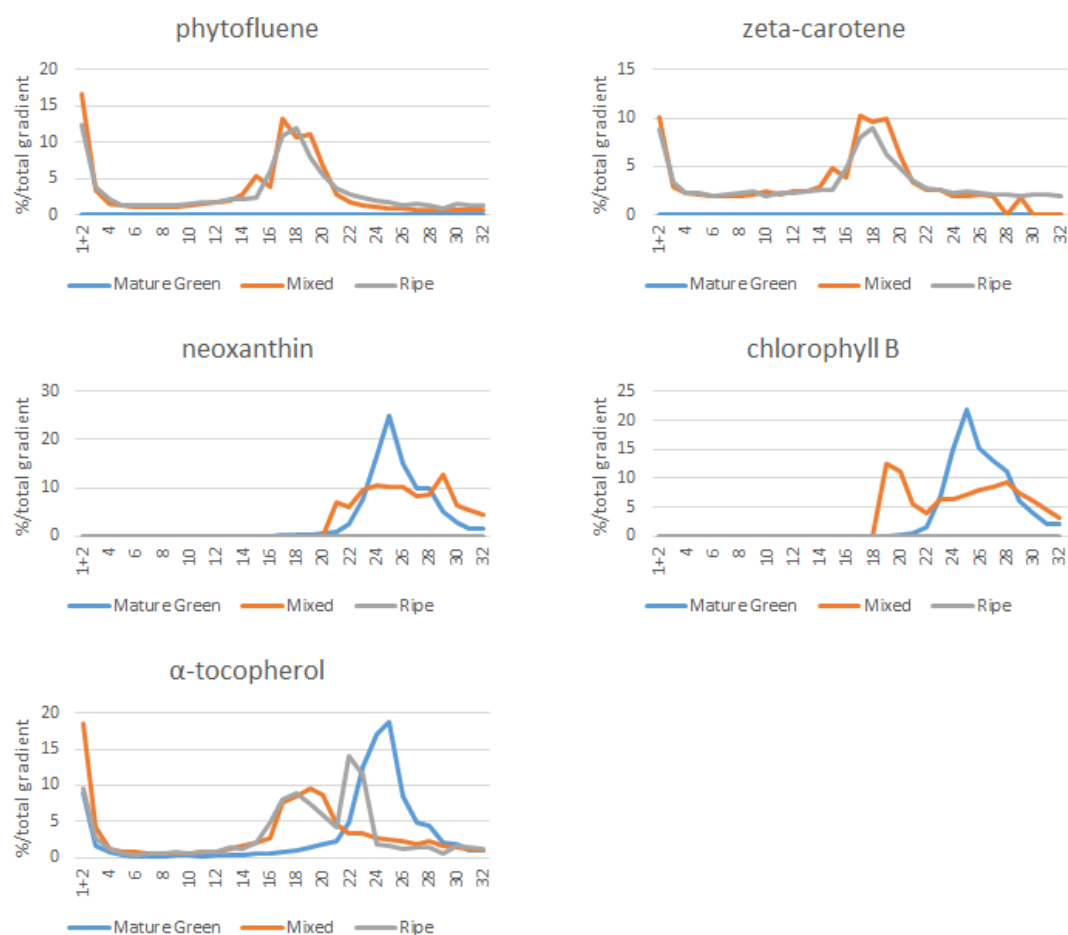 phytofluene
%/total gradient
20
15
10
5
0
1+2 4 6 8 10 12 14 16 18 20 22 24 26 28 30 32
Mature Green Mixed Ripe
zeta-carotene
%/total gradient
15
10
5
0
1+2 4 6 8 10 12 14 16 18 20 22 24 26 28 30 32
Mature Green Mixed Ripe
neoxanthin
%/total gradient
30
20
10
0
1+2 4 6 8 10 12 14 16 18 20 22 24 26 28 30 32
Mature Green Mixed Ripe
chlorophyll B
%/total gradient
25
20
15
10
5
0
1+2 4 6 8 10 12 14 16 18 20 22 24 26 28 30 32
Mature Green Mixed Ripe
α-tocopherol
%/total gradient
20
15
10
5
0
1+2 4 6 8 10 12 14 16 18 20 22 24 26 28 30 32
Mature Green Mixed Ripe